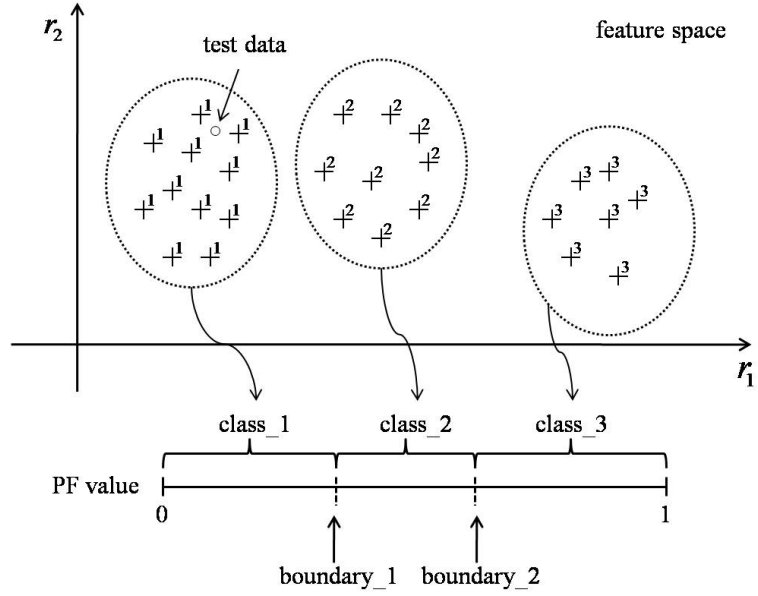 r2
feature space
test data
1 1 1 1 1 1 1 1 1 1 1
2 2 2 2 2 2 2 2 2
3 3 3 3 3 3 3
r1
class_1 class_2 class_3
PF value
0 1
boundary_1 boundary_2